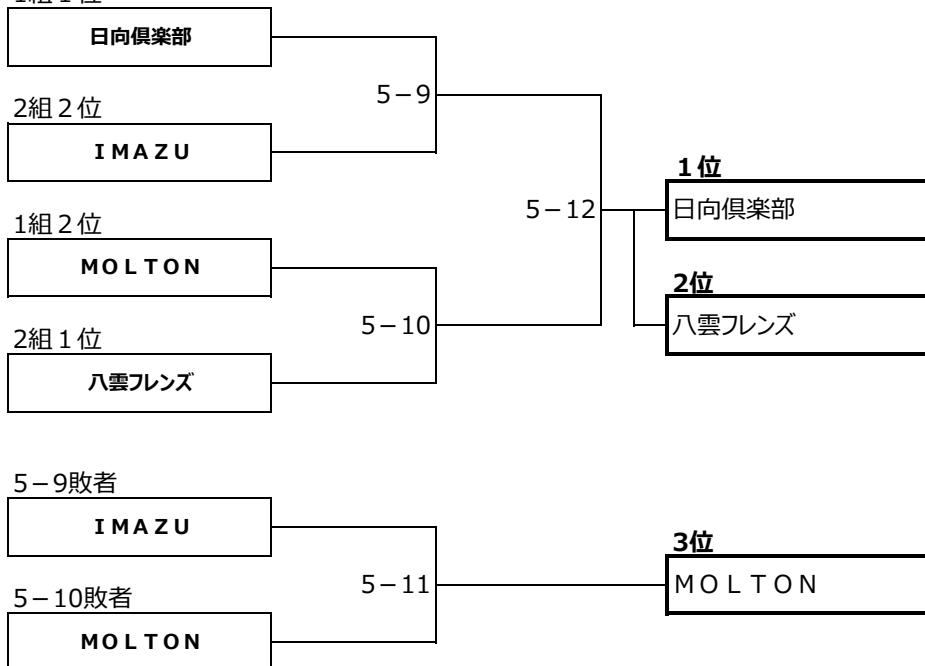 日向倶楽部
5－9
2組２位
ＩＭＡＺＵ
１位
5－12
日向倶楽部
1組２位
ＭＯＬＴＯＮ
2位
5－10
八雲フレンズ
2組１位
八雲フレンズ
5－9敗者
ＩＭＡＺＵ
3位
5－11
ＭＯＬＴＯＮ
5－10敗者
ＭＯＬＴＯＮ